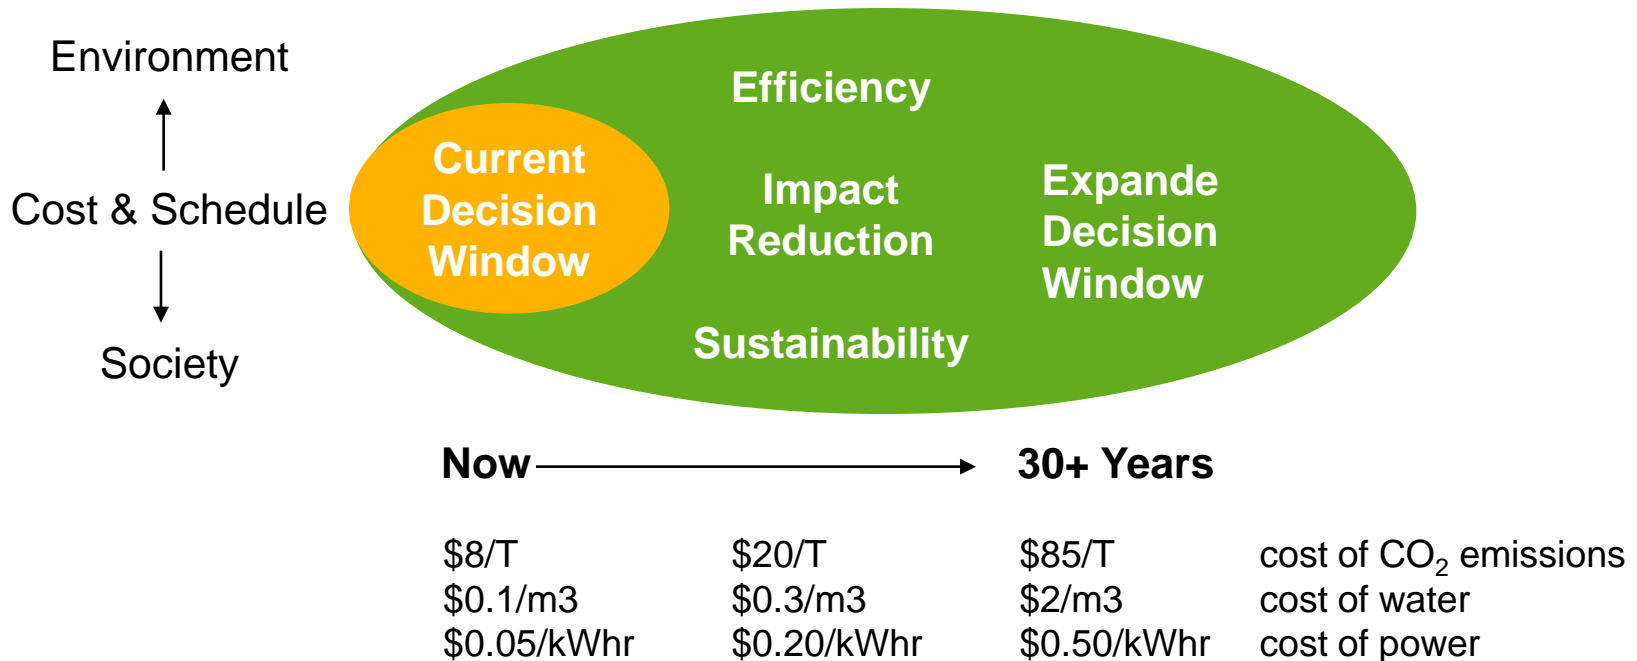 Environment
Cost & Schedule
Society
Current
Decision
Window
Efficiency
Impact
Reduction
Sustainability
Expande
Decision
Window
Now 30+ Years
$8/T $20/T $85/T cost of CO₂ emissions
$0.1/m3 $0.3/m3 $2/m3 cost of water
$0.05/kWhr $0.20/kWhr $0.50/kWhr cost of power